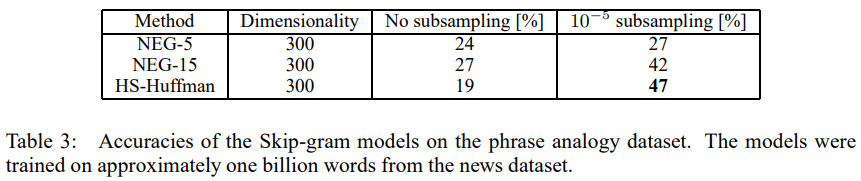 Method Dimensionality No subsampling [%] 10⁻⁵ subsampling [%]
NEG-5 300 24 27
NEG-15 300 27 42
HS-Huffman 300 19 47
Table 3: Accuracies of the Skip-gram models on the phrase analogy dataset. The models were
trained on approximately one billion words from the news dataset.